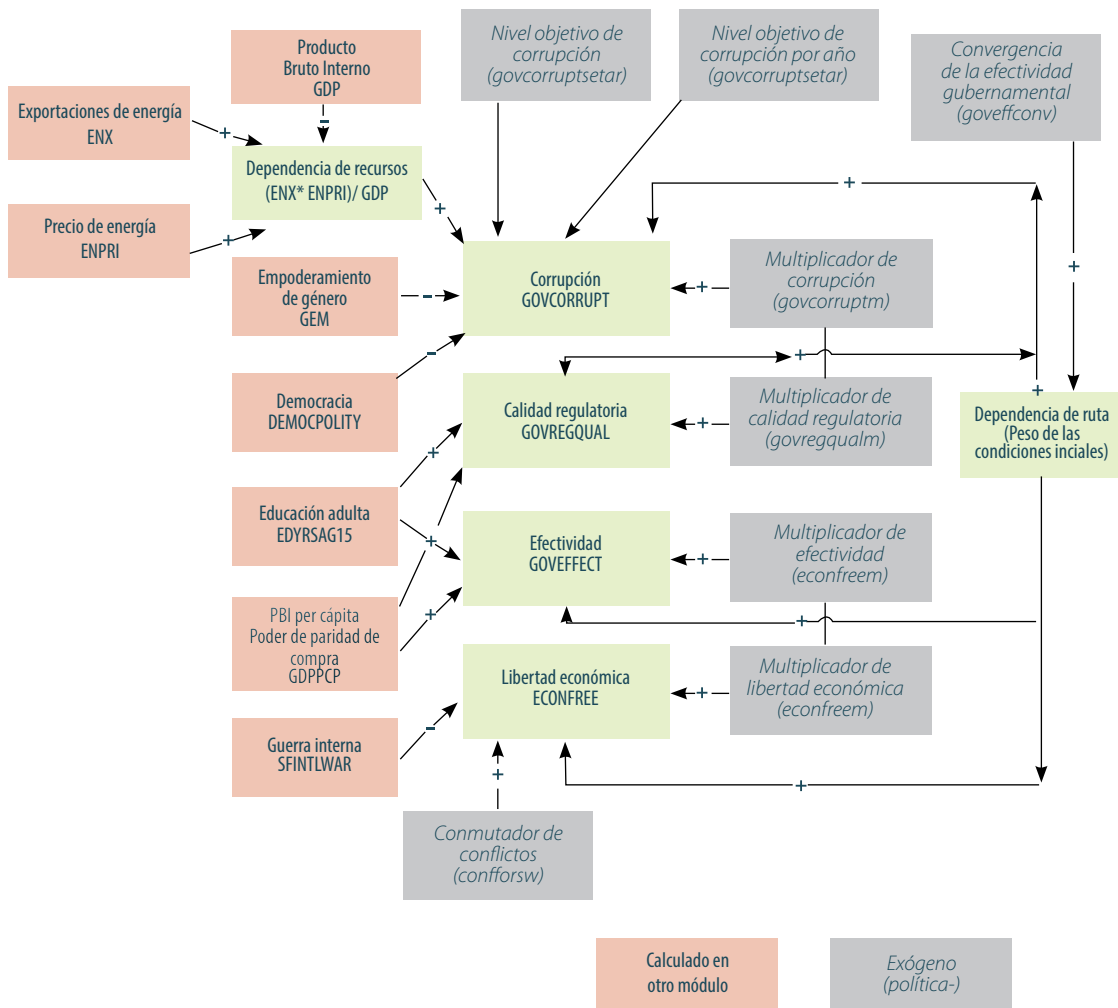 Producto
Bruto Interno
GDP
Nivel objetivo de
corrupción
(govcorruptsetar)
Nivel objetivo de
corrupción por año
(govcorruptsetar)
Convergencia
de la efectividad
gubernamental
(goveffconv)
Exportaciones de energía
ENX
+
-
Dependencia de recursos
(ENX* ENPRI)/ GDP
+
+
Precio de energía
ENPRI
+
Empoderamiento
de género
GEM
-
Corrupción
GOVCORRUPT
+
Multiplicador de
corrupción
(govcorruptm)
+
Democracia
DEMOCPOLITY
-
+
Calidad regulatoria
GOVREGQUAL
+
Multiplicador de
calidad regulatoria
(govregqualm)
+
Dependencia de ruta
(Peso de las
condiciones inciales)
Educación adulta
EDYRSAG15
+
+
Efectividad
GOVEFFECT
+
Multiplicador de
efectividad
(econfreem)
PBI per cápita
Poder de paridad de
compra
GDPPCP
+
+
Libertad económica
ECONFREE
+
Multiplicador de
libertad económica
(econfreem)
Guerra interna
SFINTLWAR
-
+
+
Conmutador de
conflictos
(confforsw)
Calculado en
otro módulo
Exógeno
(política-)